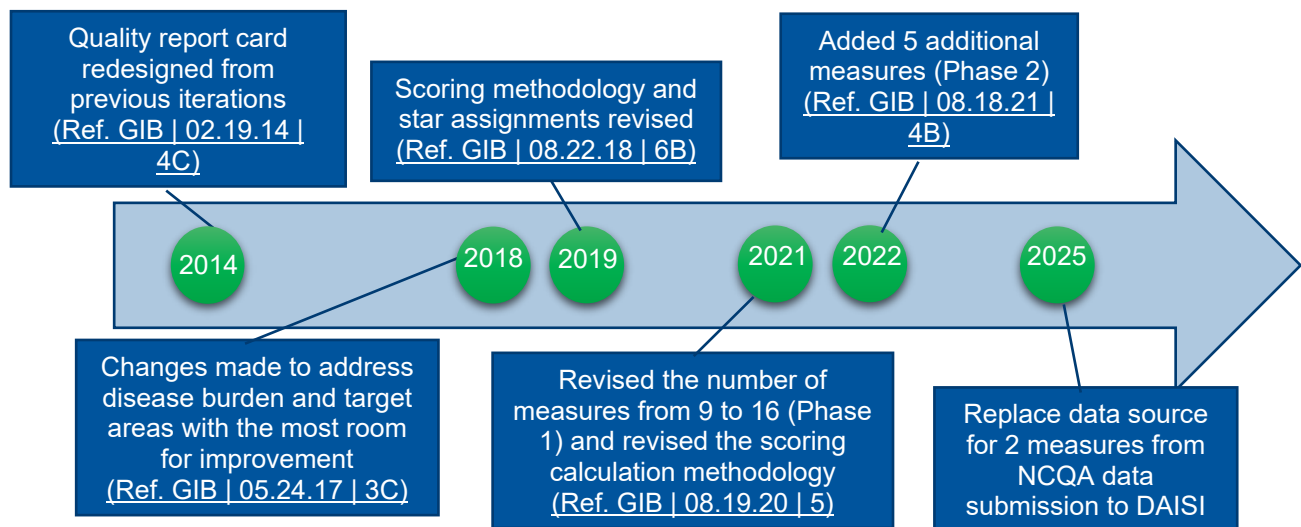 Quality report card
redesigned from
previous iterations
(Ref. GIB | 02.19.14 |
4C)
Scoring methodology and
star assignments revised
(Ref. GIB | 08.22.18 | 6B)
Added 5 additional
measures (Phase 2)
(Ref. GIB | 08.18.21 |
4B)
2014
2018
2019
2021
2022
2025
Changes made to address
disease burden and target
areas with the most room
for improvement
(Ref. GIB | 05.24.17 | 3C)
Revised the number of
measures from 9 to 16 (Phase
1) and revised the scoring
calculation methodology
(Ref. GIB | 08.19.20 | 5)
Replace data source
for 2 measures from
NCQA data
submission to DAISI